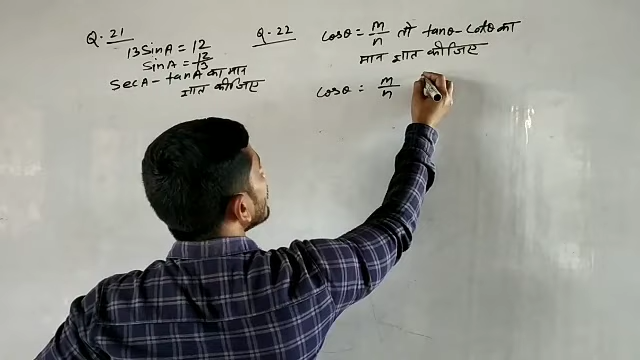 Q. 21
13 sin A = 12
sin A = 12/13
sec A - tan A का मान
ज्ञात कीजिए
Q. 22
cos θ = m/n तो tan θ - cot θ का
मान ज्ञात कीजिए
cos θ = m/n